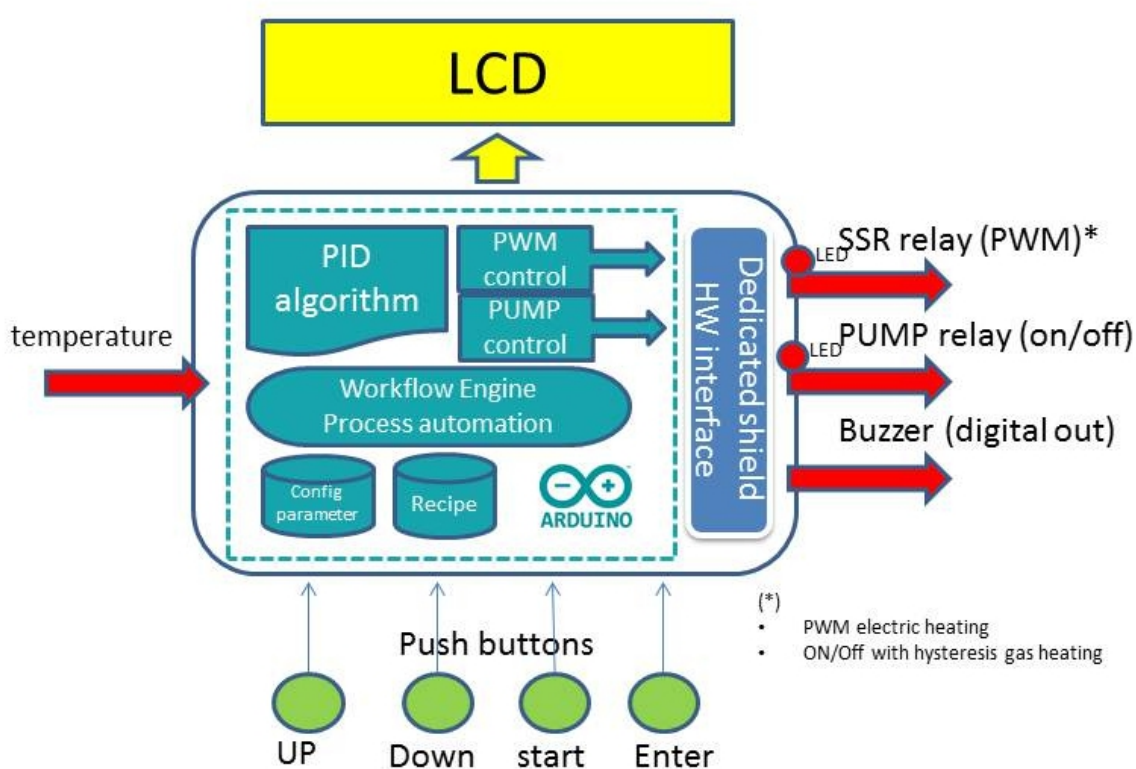 LCD
PID
algorithm
PWM
control
PUMP
control
Workflow Engine
Process automation
Config
parameter
Recipe
ARDUINO
Dedicated shield
HW interface
temperature
LED
SSR relay (PWM)*
LED
PUMP relay (on/off)
Buzzer (digital out)
(*)
• PWM electric heating
• ON/Off with hysteresis gas heating
Push buttons
UP
Down
start
Enter